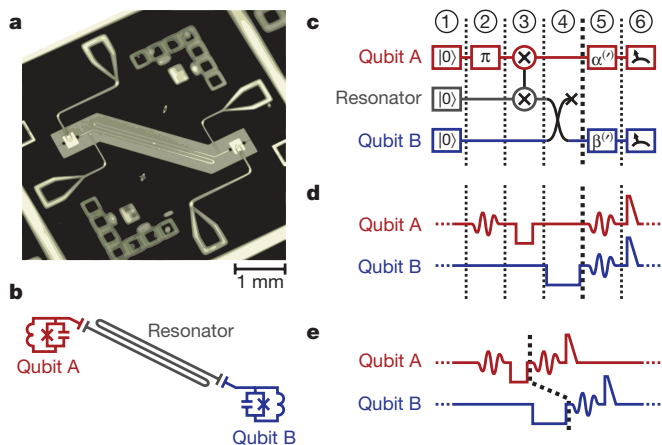 a
1 mm
b
Resonator
Qubit A
Qubit B
c
1 2 3 4 5 6
Qubit A |0⟩ π α(′)
Resonator |0⟩
Qubit B |0⟩ β(′)
d
Qubit A
Qubit B
e
Qubit A
Qubit B